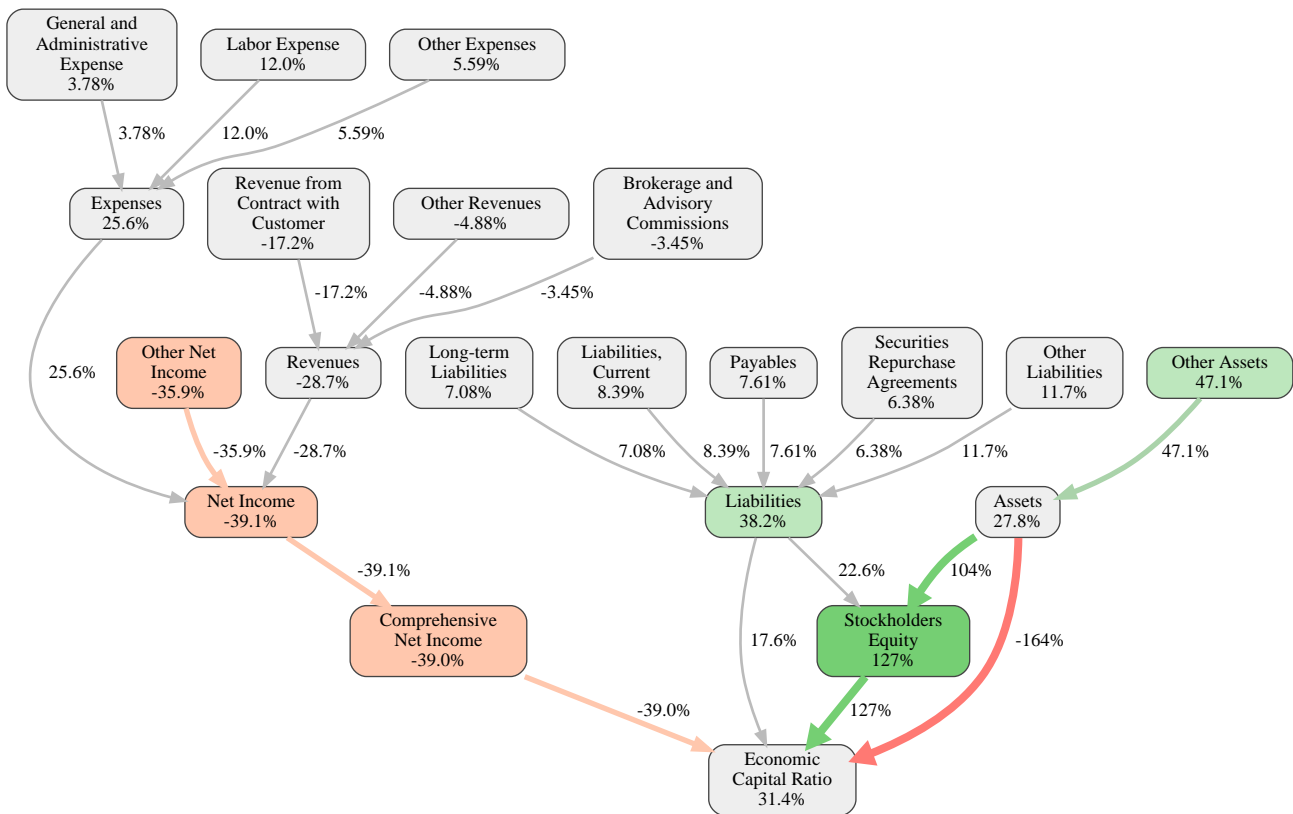 General and
Administrative
Expense
3.78%
Labor Expense
12.0%
Other Expenses
5.59%
3.78%
12.0%
5.59%
Expenses
25.6%
Revenue from
Contract with
Customer
-17.2%
Other Revenues
-4.88%
Brokerage and
Advisory
Commissions
-3.45%
-17.2%
-4.88%
-3.45%
25.6%
Other Net
Income
-35.9%
Revenues
-28.7%
Long-term
Liabilities
7.08%
Liabilities,
Current
8.39%
Payables
7.61%
Securities
Repurchase
Agreements
6.38%
Other
Liabilities
11.7%
Other Assets
47.1%
-35.9%
-28.7%
7.08%
8.39%
7.61%
6.38%
11.7%
47.1%
Net Income
-39.1%
Liabilities
38.2%
Assets
27.8%
-39.1%
22.6%
104%
Comprehensive
Net Income
-39.0%
17.6%
Stockholders
Equity
127%
-164%
-39.0%
127%
Economic
Capital Ratio
31.4%